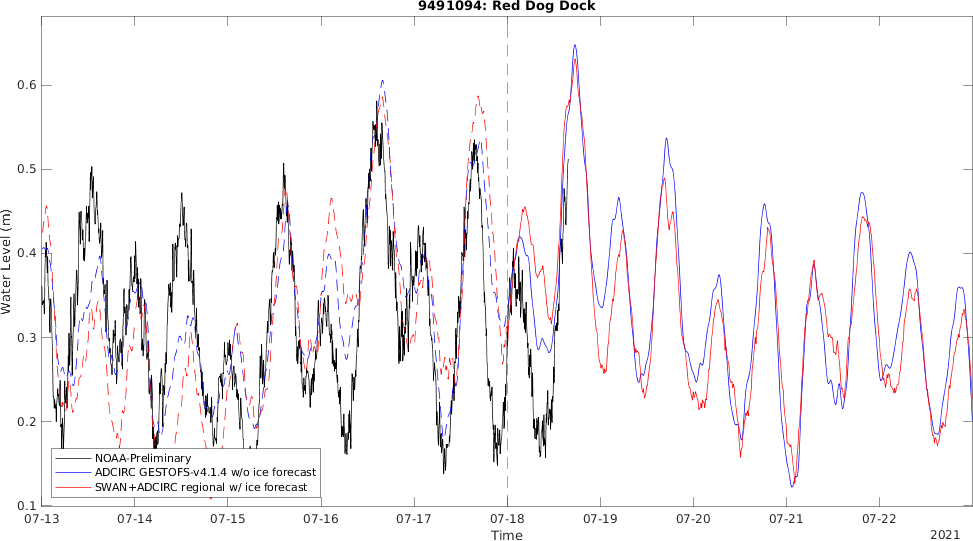 9491094: Red Dog Dock
Water Level (m)
0.6
0.5
0.4
0.3
0.2
0.1
NOAA-Preliminary
ADCIRC GESTOFS-v4.1.4 w/o ice forecast
SWAN+ADCIRC regional w/ ice forecast
07-13 07-14 07-15 07-16 07-17 07-18 07-19 07-20 07-21 07-22
Time
2021